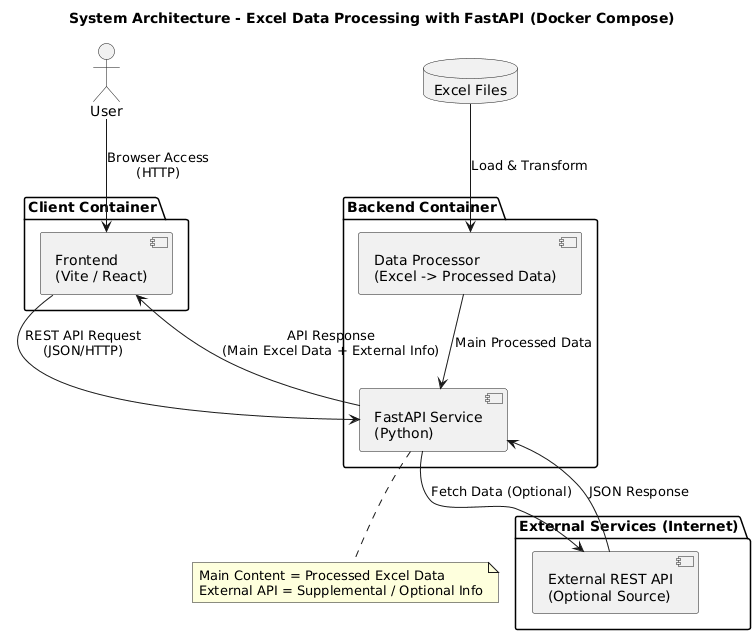 System Architecture - Excel Data Processing with FastAPI (Docker Compose)
User
Excel Files
Browser Access
(HTTP)
Load & Transform
Client Container
Backend Container
Frontend
(Vite / React)
Data Processor
(Excel -> Processed Data)
REST API Request
(JSON/HTTP)
API Response
(Main Excel Data + External Info)
Main Processed Data
FastAPI Service
(Python)
Fetch Data (Optional)
JSON Response
External Services (Internet)
External REST API
(Optional Source)
Main Content = Processed Excel Data
External API = Supplemental / Optional Info